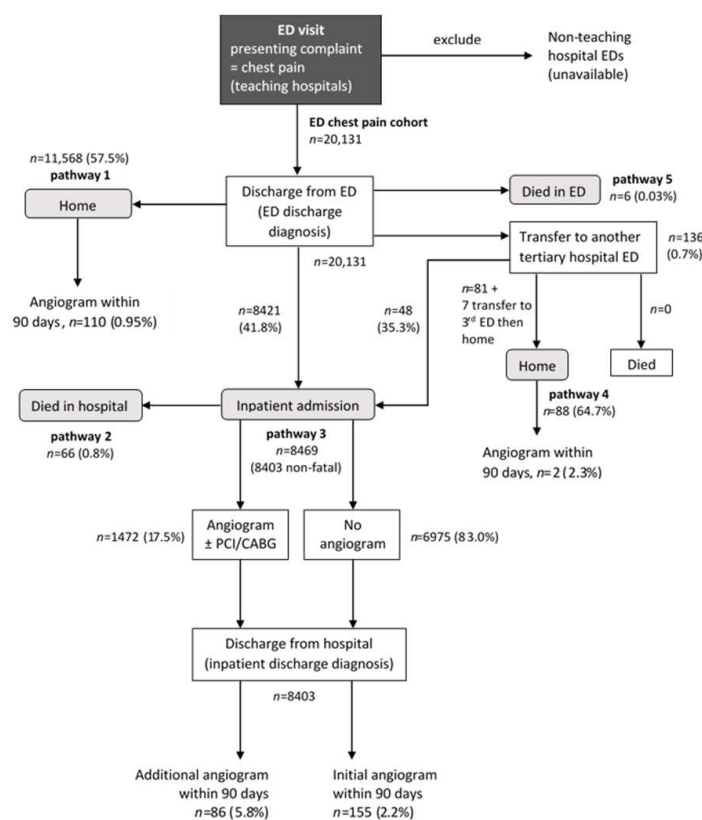 ED visit
presenting complaint
= chest pain
(teaching hospitals)
exclude
Non-teaching
hospital EDs
(unavailable)
ED chest pain cohort
n=20,131
n=11,568 (57.5%)
pathway 1
Home
Discharge from ED
(ED discharge
diagnosis)
n=20,131
Died in ED
pathway 5
n=6 (0.03%)
Transfer to another
tertiary hospital ED
n=136
(0.7%)
Angiogram within
90 days, n=110 (0.95%)
n=8421
(41.8%)
n=48
(35.3%)
n=81 +
7 transfer to
3rd ED then
home
n=0
Home
Died
pathway 4
n=88 (64.7%)
Angiogram within
90 days, n=2 (2.3%)
Died in hospital
pathway 2
n=66 (0.8%)
Inpatient admission
pathway 3
n=8469
(8403 non-fatal)
n=1472 (17.5%)
Angiogram
± PCI/CABG
No
angiogram
n=6975 (83.0%)
Discharge from hospital
(inpatient discharge diagnosis)
n=8403
Additional angiogram
within 90 days
n=86 (5.8%)
Initial angiogram
within 90 days
n=155 (2.2%)